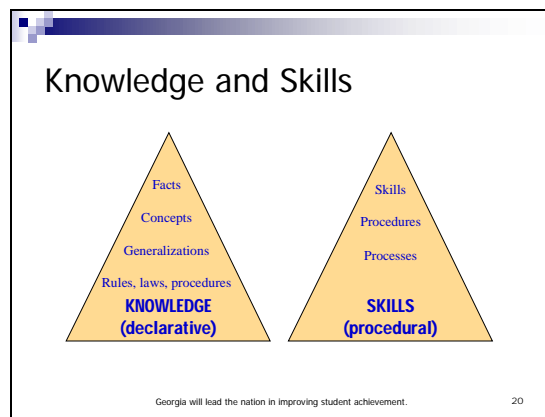 Knowledge and Skills
Facts
Concepts
Generalizations
Rules, laws, procedures
KNOWLEDGE
(declarative)
Skills
Procedures
Processes
SKILLS
(procedural)
Georgia will lead the nation in improving student achievement.
20